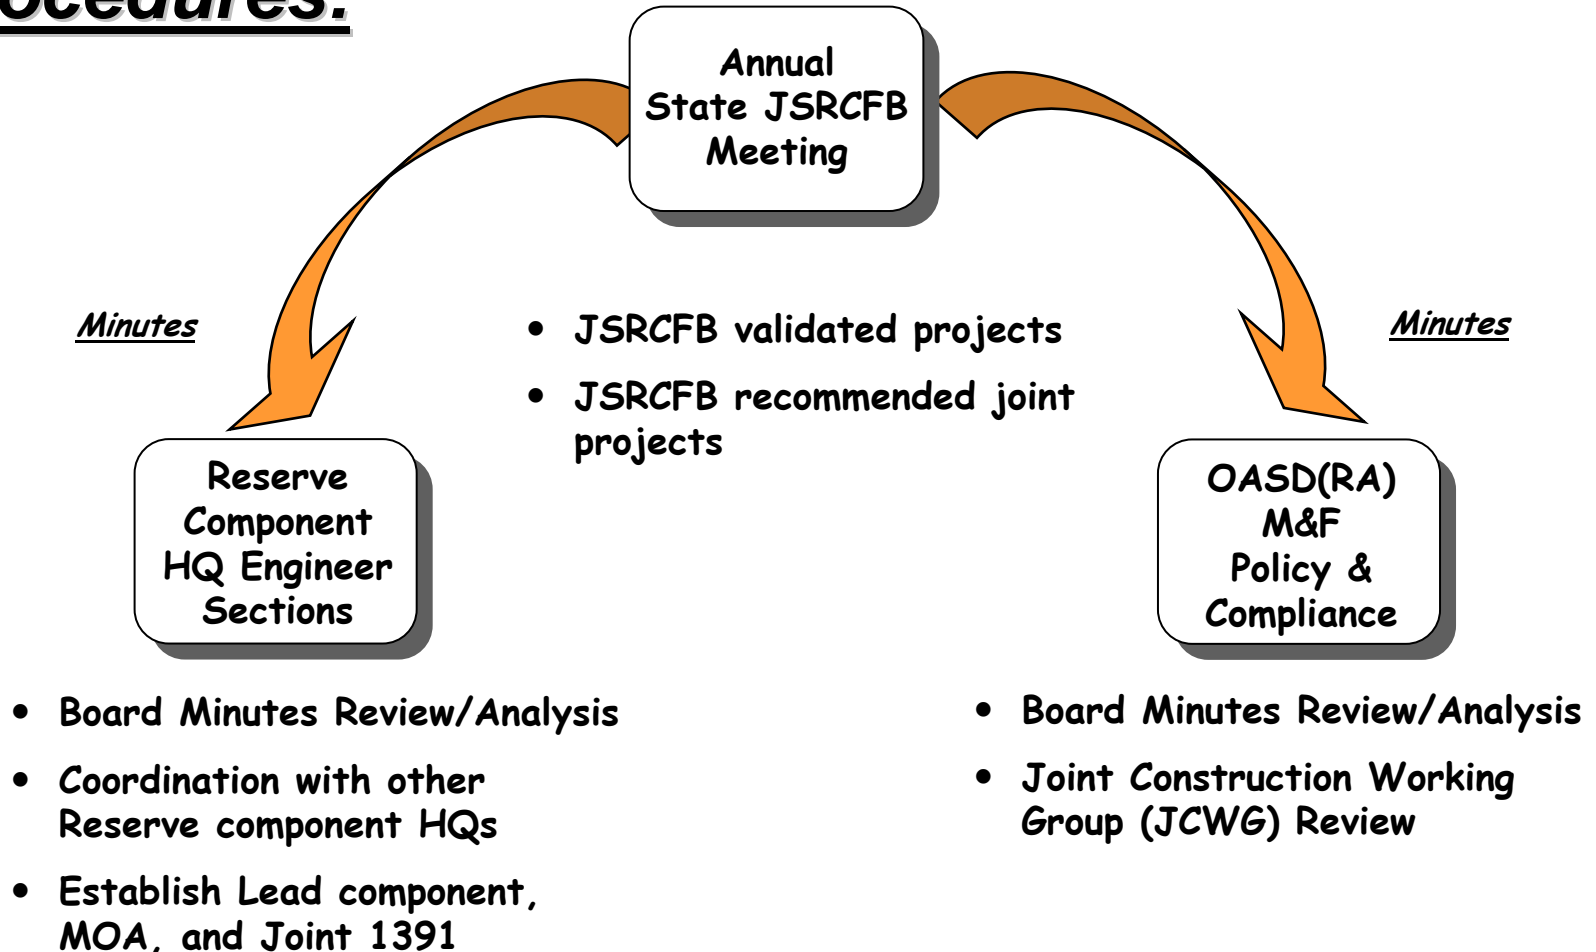 ocedures:
Annual
State JSRCFB
Meeting
Minutes
Minutes
• JSRCFB validated projects
• JSRCFB recommended joint
projects
Reserve
Component
HQ Engineer
Sections
OASD(RA)
M&F
Policy &
Compliance
• Board Minutes Review/Analysis
• Coordination with other
Reserve component HQs
• Establish Lead component,
MOA, and Joint 1391
• Board Minutes Review/Analysis
• Joint Construction Working
Group (JCWG) Review